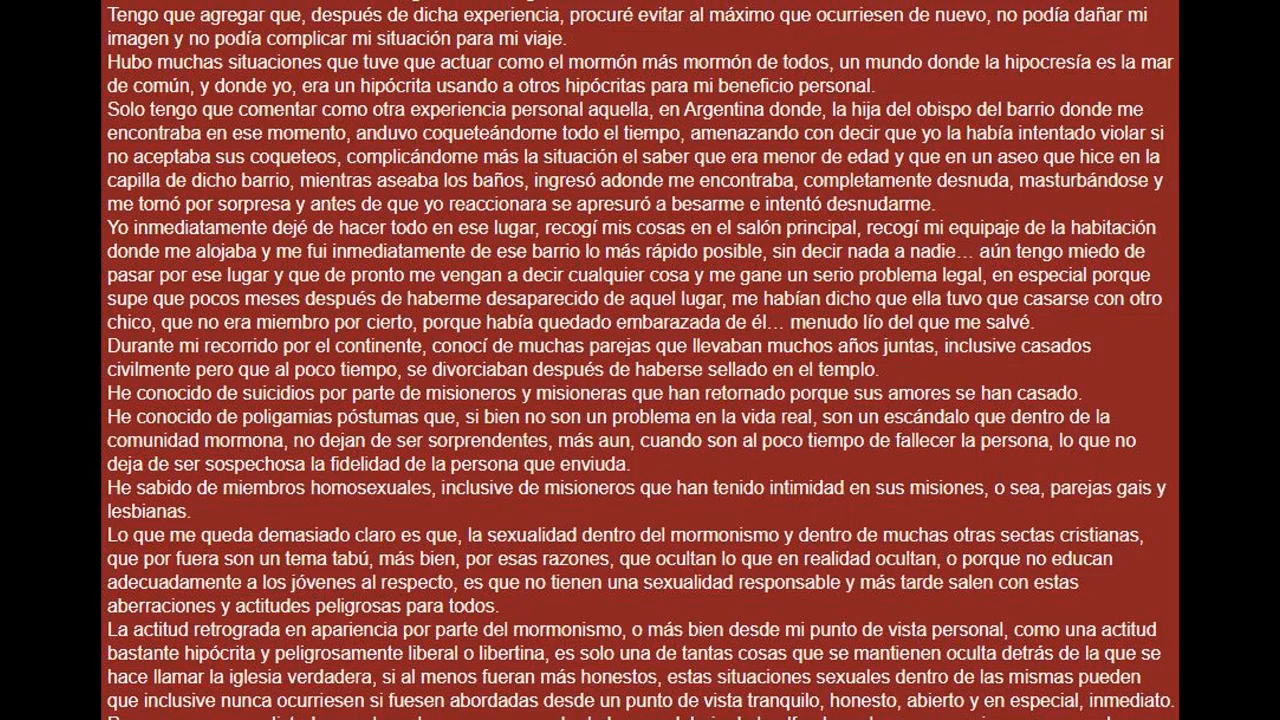 Tengo que agregar que, después de dicha experiencia, procuré evitar al máximo que ocurriesen de nuevo, no podía dañar mi
imagen y no podía complicar mi situación para mi viaje.
Hubo muchas situaciones que tuve que actuar como el mormón más mormón de todos, un mundo donde la hipocresía es la mar
de común, y donde yo, era un hipócrita usando a otros hipócritas para mi beneficio personal.
Solo tengo que comentar como otra experiencia personal aquella, en Argentina donde, la hija del obispo del barrio donde me
encontraba en ese momento, anduvo coqueteándome todo el tiempo, amenazando con decir que yo la había intentado violar si
no aceptaba sus coqueteos, complicándome más la situación el saber que era menor de edad y que en un aseo que hice en la
capilla de dicho barrio, mientras aseaba los baños, ingresó adonde me encontraba, completamente desnuda, masturbándose y
me tomó por sorpresa y antes de que yo reaccionara se apresuró a besarme e intentó desnudarme.
Yo inmediatamente dejé de hacer todo en ese lugar, recogí mis cosas en el salón principal, recogí mi equipaje de la habitación
donde me alojaba y me fui inmediatamente de ese barrio lo más rápido posible, sin decir nada a nadie… aún tengo miedo de
pasar por ese lugar y que de pronto me vengan a decir cualquier cosa y me gane un serio problema legal, en especial porque
supe que pocos meses después de haberme desaparecido de aquel lugar, me habían dicho que ella tuvo que casarse con otro
chico, que no era miembro por cierto, porque había quedado embarazada de él… menudo lío del que me salvé.
Durante mi recorrido por el continente, conocí de muchas parejas que llevaban muchos años juntas, inclusive casados
civilmente pero que al poco tiempo, se divorciaban después de haberse sellado en el templo.
He conocido de suicidios por parte de misioneros y misioneras que han retornado porque sus amores se han casado.
He conocido de poligamias póstumas que, si bien no son un problema en la vida real, son un escándalo que dentro de la
comunidad mormona, no dejan de ser sorprendentes, más aun, cuando son al poco tiempo de fallecer la persona, lo que no
deja de ser sospechosa la fidelidad de la persona que enviuda.
He sabido de miembros homosexuales, inclusive de misioneros que han tenido intimidad en sus misiones, o sea, parejas gais y
lesbianas.
Lo que me queda demasiado claro es que, la sexualidad dentro del mormonismo y dentro de muchas otras sectas cristianas,
que por fuera son un tema tabú, más bien, por esas razones, que ocultan lo que en realidad ocultan, o porque no educan
adecuadamente a los jóvenes al respecto, es que no tienen una sexualidad responsable y más tarde salen con estas
aberraciones y actitudes peligrosas para todos.
La actitud retrograda en apariencia por parte del mormonismo, o más bien desde mi punto de vista personal, como una actitud
bastante hipócrita y peligrosamente liberal o libertina, es solo una de tantas cosas que se mantienen oculta detrás de la que se
hace llamar la iglesia verdadera, si al menos fueran más honestos, estas situaciones sexuales dentro de las mismas pueden
que inclusive nunca ocurriesen si fuesen abordadas desde un punto de vista tranquilo, honesto, abierto y en especial, inmediato.